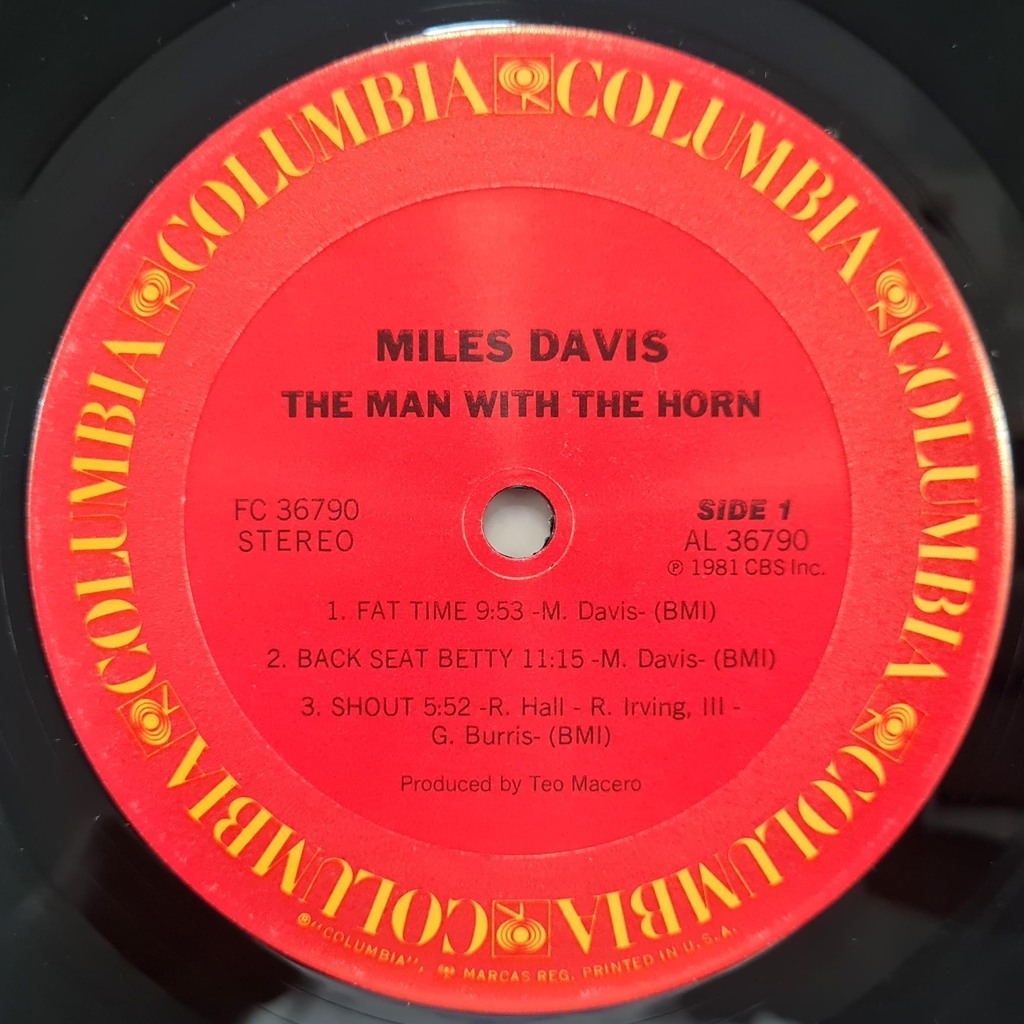 COLUMBIA COLUMBIA COLUMBIA COLUMBIA COLUMBIA COLUMBIA COLUMBIA COLUMBIA
MILES DAVIS
THE MAN WITH THE HORN
FC 36790
STEREO
SIDE 1
AL 36790
℗ 1981 CBS Inc.
1. FAT TIME 9:53 -M. Davis- (BMI)
2. BACK SEAT BETTY 11:15 -M. Davis- (BMI)
3. SHOUT 5:52 -R. Hall - R. Irving, III -
G. Burris- (BMI)
Produced by Teo Macero
®"COLUMBIA", MARCAS REG. PRINTED IN U.S.A.